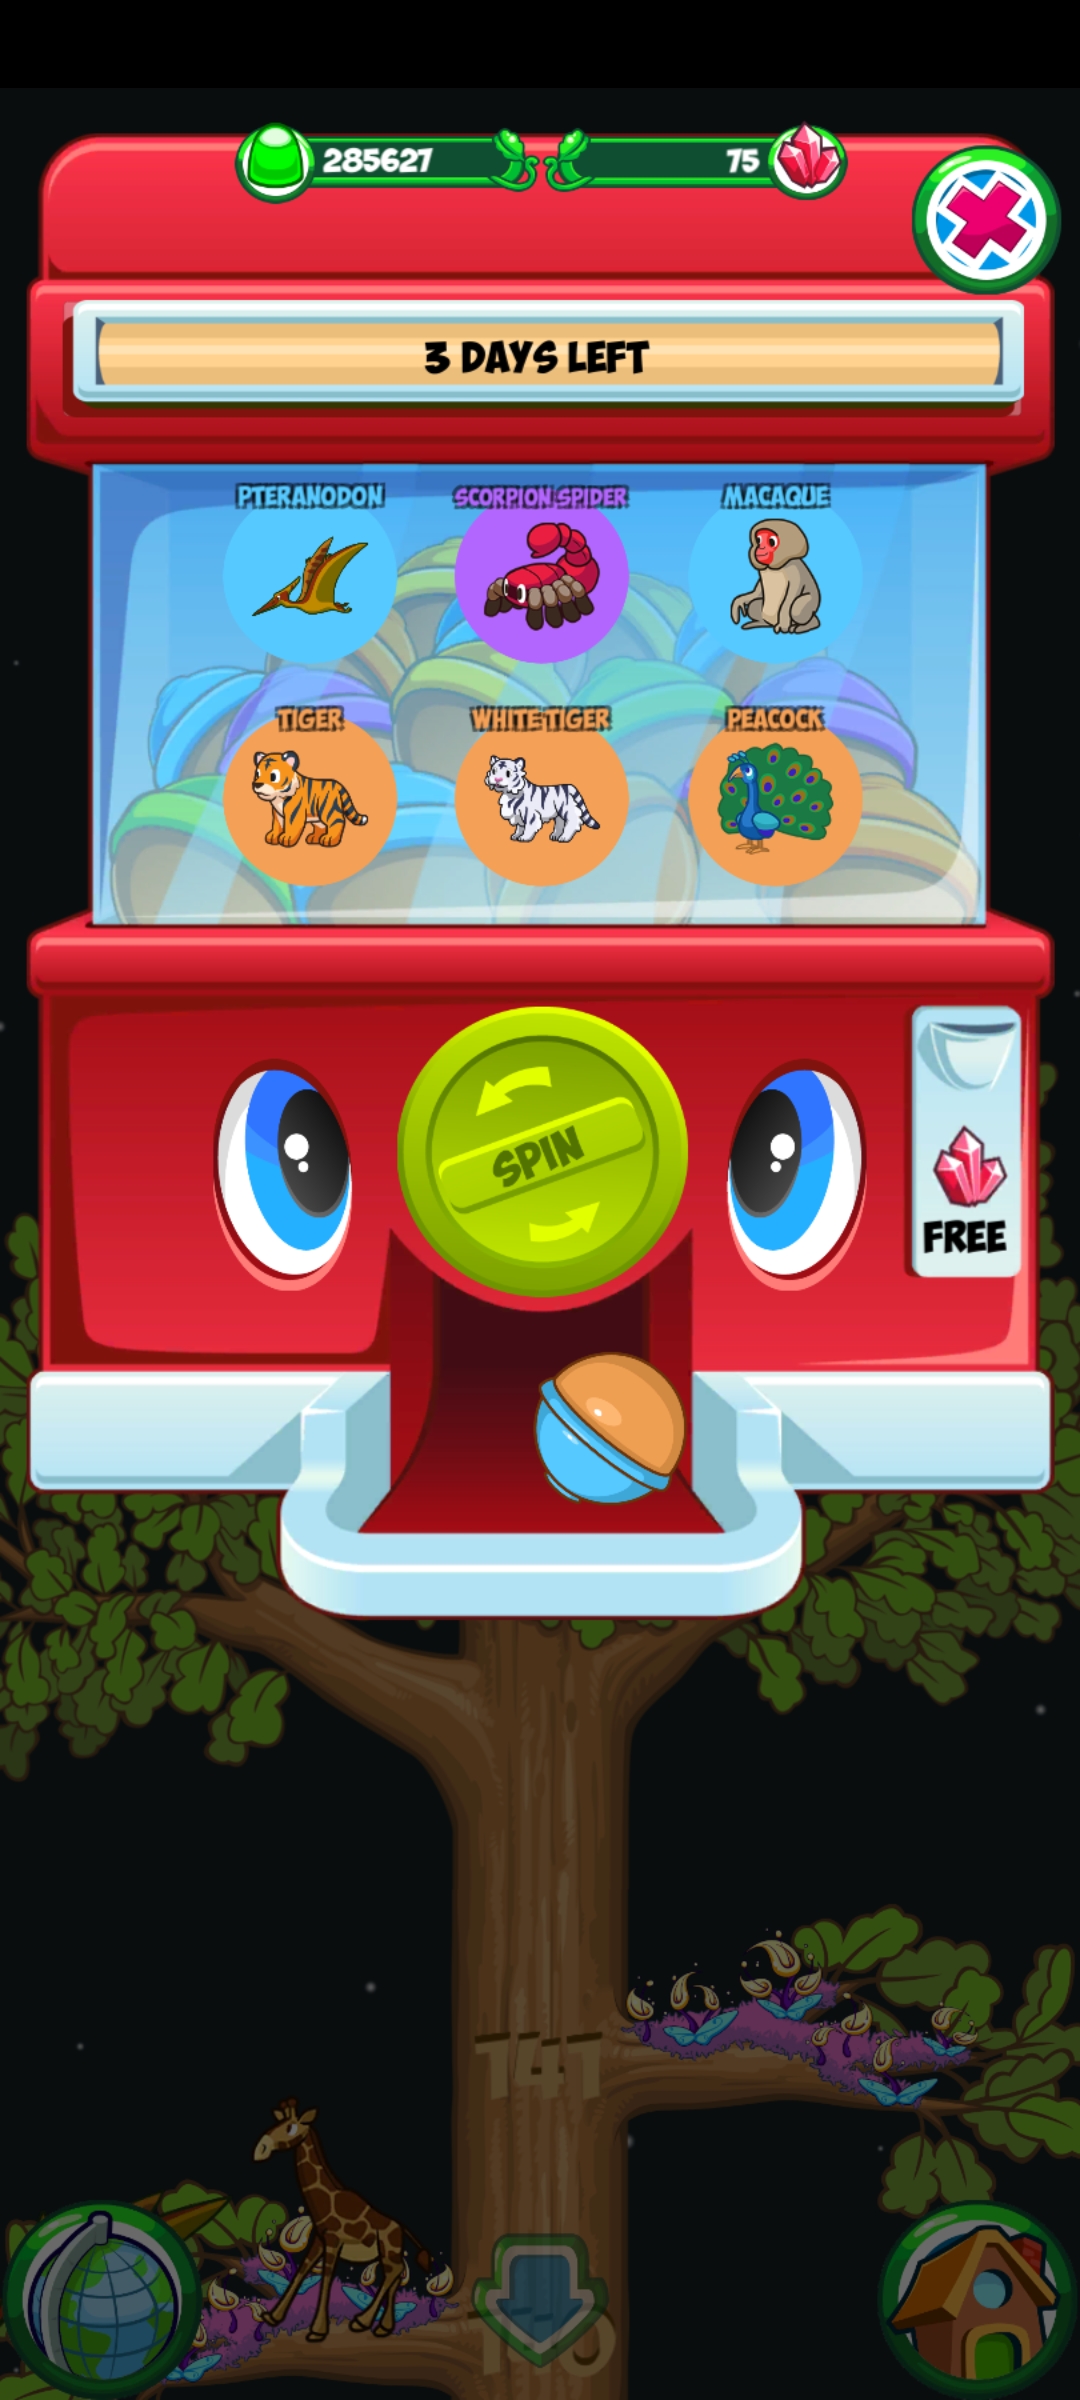 285627
75
3 DAYS LEFT
PTERANODON
SCORPION SPIDER
MACAQUE
TIGER
WHITE TIGER
PEACOCK
SPIN
FREE
141